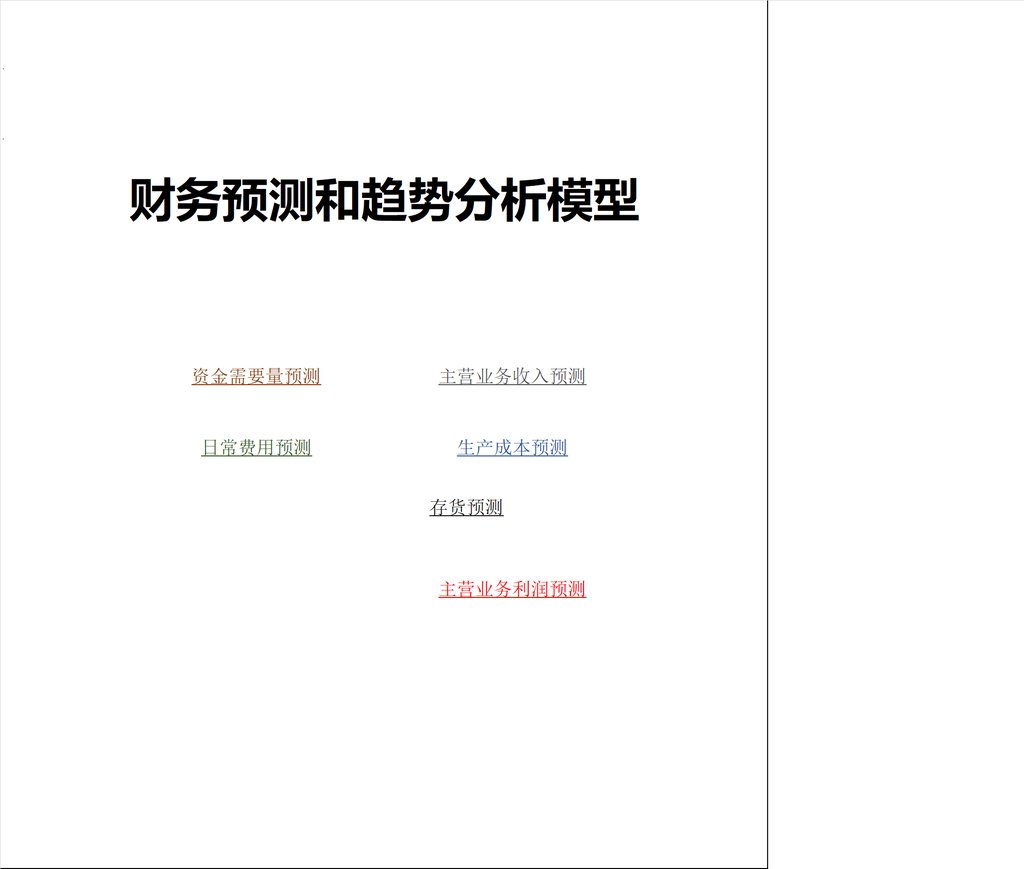 财务预测和趋势分析模型
资金需要量预测 主营业务收入预测
日常费用预测 生产成本预测
存货预测
主营业务利润预测